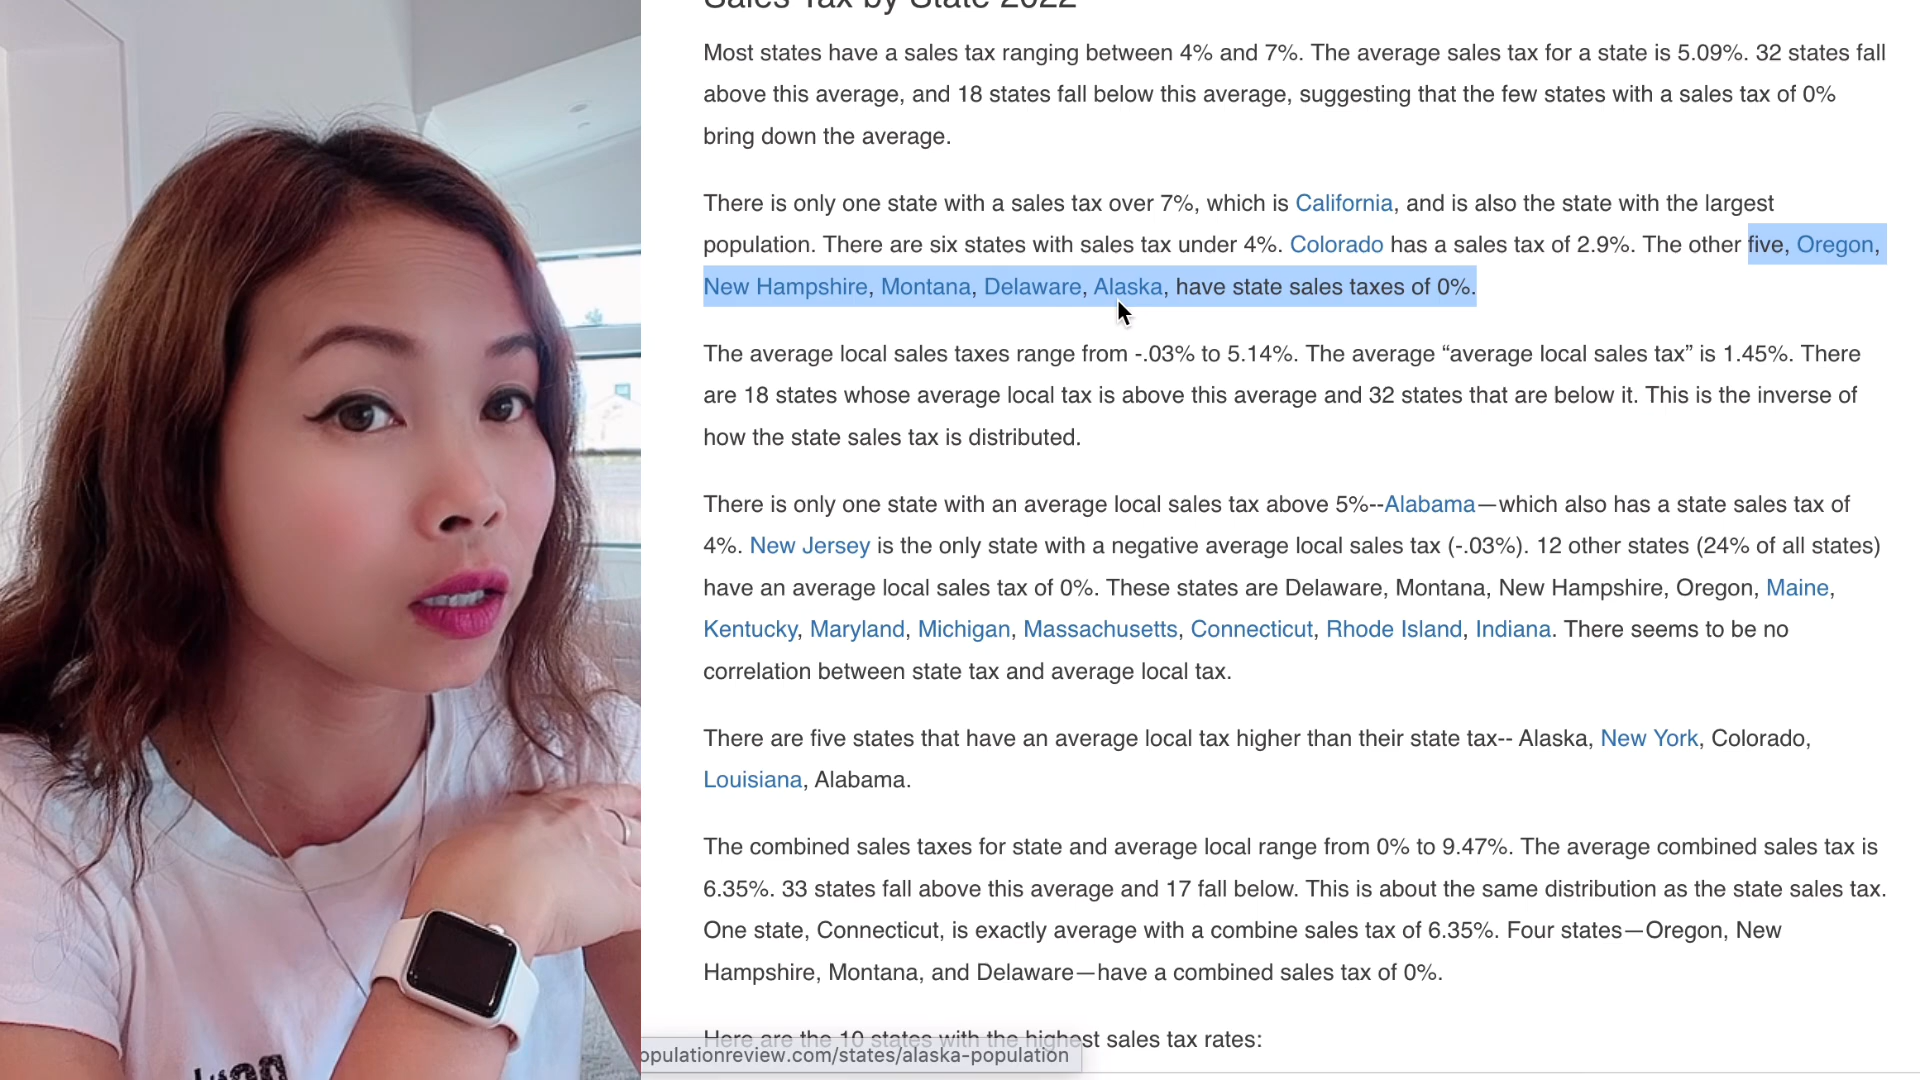 Sales Tax by State 2022
Most states have a sales tax ranging between 4% and 7%. The average sales tax for a state is 5.09%. 32 states fall
above this average, and 18 states fall below this average, suggesting that the few states with a sales tax of 0%
bring down the average.
There is only one state with a sales tax over 7%, which is California, and is also the state with the largest
population. There are six states with sales tax under 4%. Colorado has a sales tax of 2.9%. The other five, Oregon,
New Hampshire, Montana, Delaware, Alaska, have state sales taxes of 0%.
The average local sales taxes range from -.03% to 5.14%. The average “average local sales tax” is 1.45%. There
are 18 states whose average local tax is above this average and 32 states that are below it. This is the inverse of
how the state sales tax is distributed.
There is only one state with an average local sales tax above 5%--Alabama—which also has a state sales tax of
4%. New Jersey is the only state with a negative average local sales tax (-.03%). 12 other states (24% of all states)
have an average local sales tax of 0%. These states are Delaware, Montana, New Hampshire, Oregon, Maine,
Kentucky, Maryland, Michigan, Massachusetts, Connecticut, Rhode Island, Indiana. There seems to be no
correlation between state tax and average local tax.
There are five states that have an average local tax higher than their state tax-- Alaska, New York, Colorado,
Louisiana, Alabama.
The combined sales taxes for state and average local range from 0% to 9.47%. The average combined sales tax is
6.35%. 33 states fall above this average and 17 fall below. This is about the same distribution as the state sales tax.
One state, Connecticut, is exactly average with a combine sales tax of 6.35%. Four states—Oregon, New
Hampshire, Montana, and Delaware—have a combined sales tax of 0%.
Here are the 10 states with the highest sales tax rates:
opulationreview.com/states/alaska-population